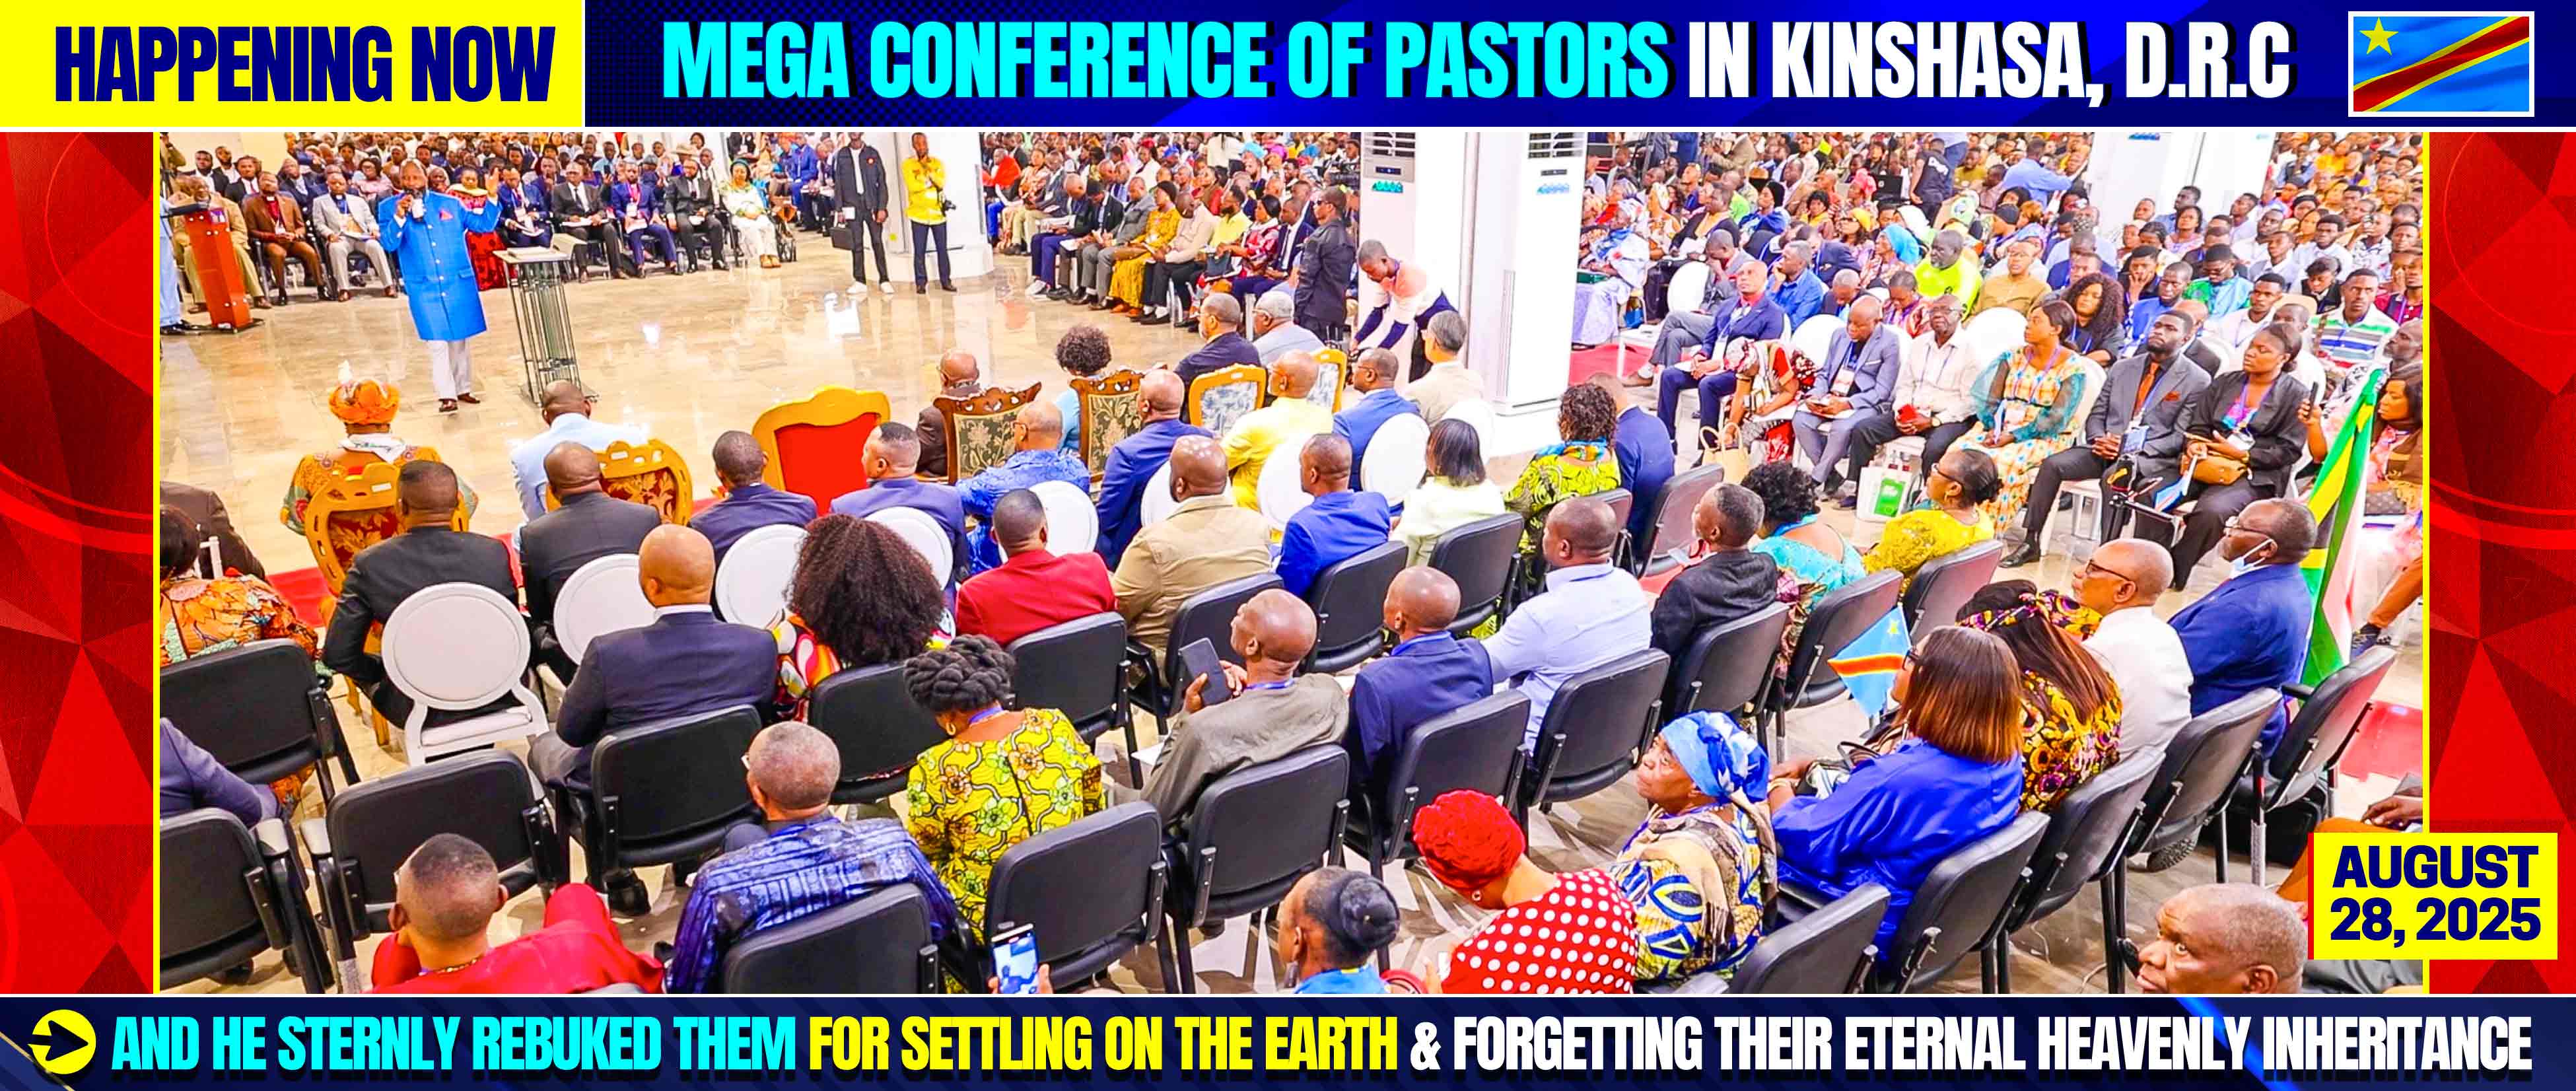 HAPPENING NOW
MEGA CONFERENCE OF PASTORS IN KINSHASA, D.R.C
AUGUST
28, 2025
AND HE STERNLY REBUKED THEM FOR SETTLING ON THE EARTH & FORGETTING THEIR ETERNAL HEAVENLY INHERITANCE